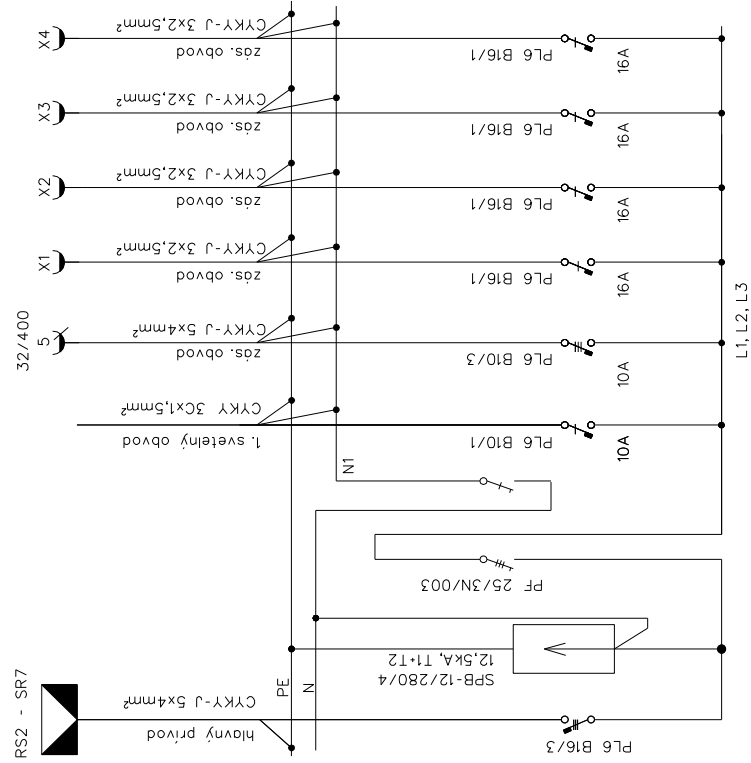 X4
CYKY-J 3x2,5mm²
zás. obvod
PL6 B16/1
16A
X3
CYKY-J 3x2,5mm²
zás. obvod
PL6 B16/1
16A
X2
CYKY-J 3x2,5mm²
zás. obvod
PL6 B16/1
16A
X1
CYKY-J 3x2,5mm²
zás. obvod
PL6 B16/1
16A
32/400
5
CYKY-J 5x4mm²
zás. obvod
PL6 B10/3
10A
L1, L2, L3
CYKY 3Cx1,5mm²
1. svetelný obvod
PL6 B10/1
10A
N1
PF 25/3N/003
SPB-12/280/4
12,5kA, T1+T2
PE
N
RS2 - SR7
CYKY-J 5x4mm²
hlavný prívod
PL6 B16/3